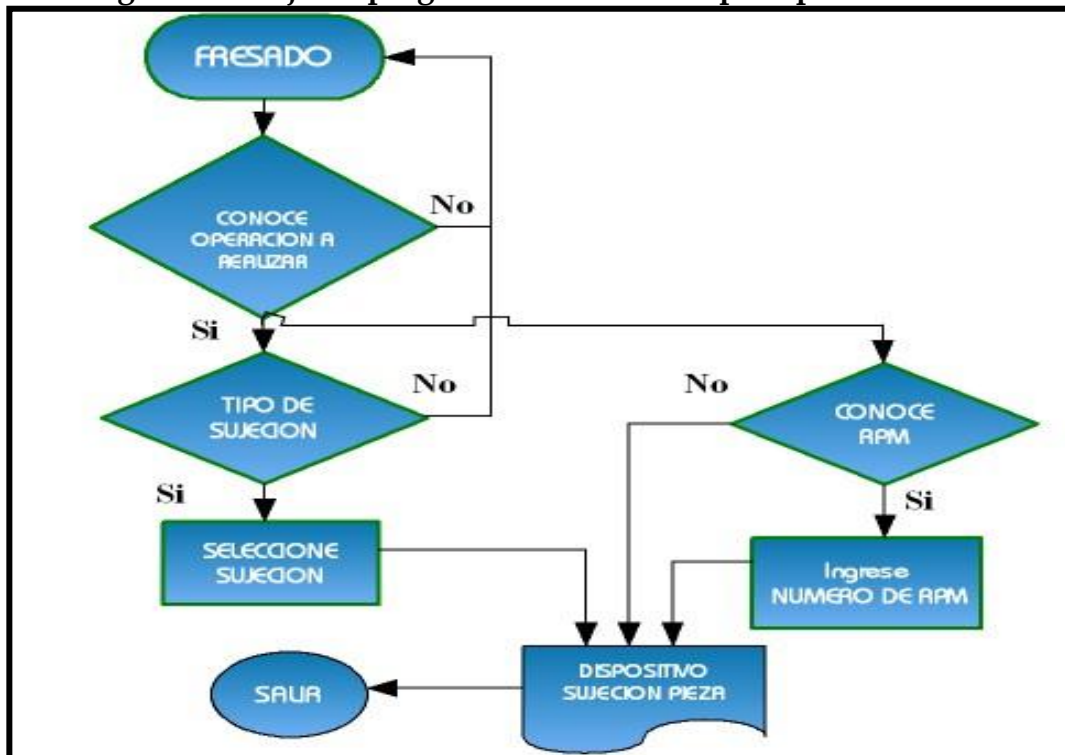 FRESADO
CONOCE
OPERACION A
REALIZAR
No
Si
TIPO DE
SUJECION
No
No
CONOCE
RPM
Si
Si
SELECCIONE
SUJECION
Ingrese
NUMERO DE RPM
DISPOSITIVO
SUJECION PIEZA
SALIR